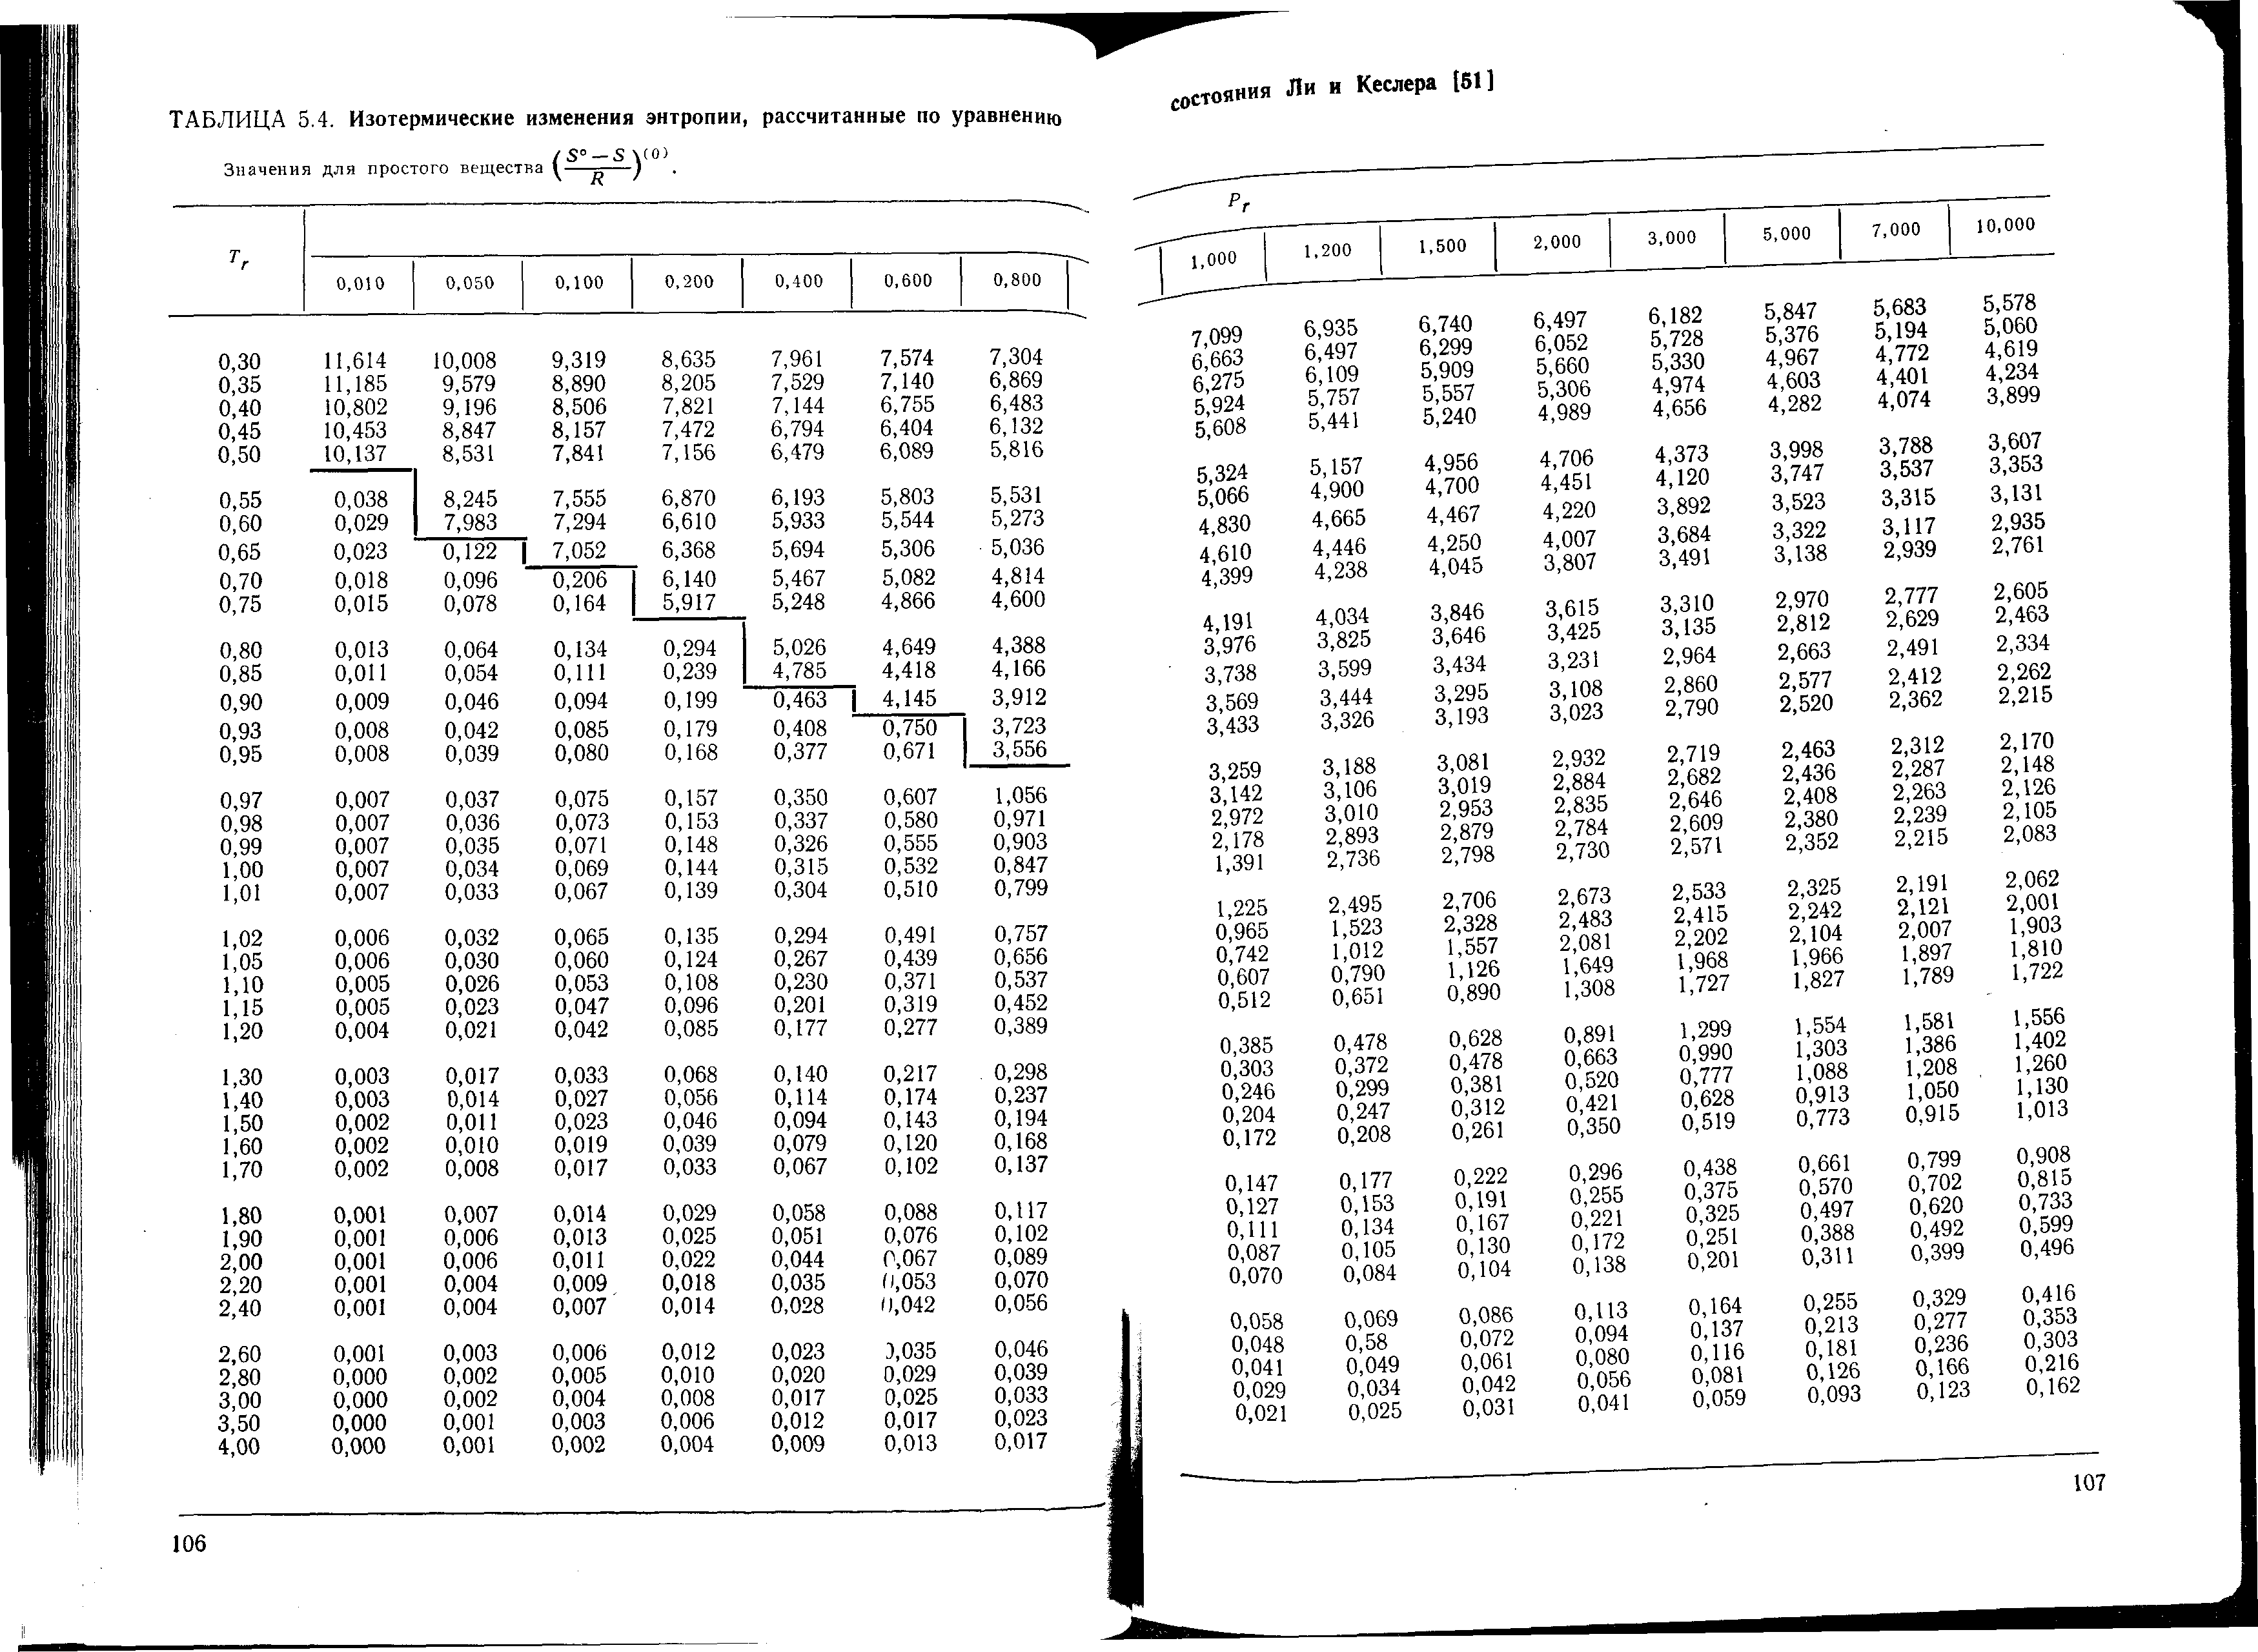 ТАБЛИЦА 5.4. Изотермические изменения энтропии, рассчитанные по уравнению
Значения для простого вещества ((S° — S)/R)(0).
T_r
0,010 0,050 0,100 0,200 0,400 0,600 0,800
0,30 11,614 10,008 9,319 8,635 7,961 7,574 7,304
0,35 11,185 9,579 8,890 8,205 7,529 7,140 6,869
0,40 10,802 9,196 8,506 7,821 7,144 6,755 6,483
0,45 10,453 8,847 8,157 7,472 6,794 6,404 6,132
0,50 10,137 8,531 7,841 7,156 6,479 6,089 5,816
0,55 0,038 8,245 7,555 6,870 6,193 5,803 5,531
0,60 0,029 7,983 7,294 6,610 5,933 5,544 5,273
0,65 0,023 0,122 7,052 6,368 5,694 5,306 5,036
0,70 0,018 0,096 0,206 6,140 5,467 5,082 4,814
0,75 0,015 0,078 0,164 5,917 5,248 4,866 4,600
0,80 0,013 0,064 0,134 0,294 5,026 4,649 4,388
0,85 0,011 0,054 0,111 0,239 4,785 4,418 4,166
0,90 0,009 0,046 0,094 0,199 0,463 4,145 3,912
0,93 0,008 0,042 0,085 0,179 0,408 0,750 3,723
0,95 0,008 0,039 0,080 0,168 0,377 0,671 3,556
0,97 0,007 0,037 0,075 0,157 0,350 0,607 1,056
0,98 0,007 0,036 0,073 0,153 0,337 0,580 0,971
0,99 0,007 0,035 0,071 0,148 0,326 0,555 0,903
1,00 0,007 0,034 0,069 0,144 0,315 0,532 0,847
1,01 0,007 0,033 0,067 0,139 0,304 0,510 0,799
1,02 0,006 0,032 0,065 0,135 0,294 0,491 0,757
1,05 0,006 0,030 0,060 0,124 0,267 0,439 0,656
1,10 0,005 0,026 0,053 0,108 0,230 0,371 0,537
1,15 0,005 0,023 0,047 0,096 0,201 0,319 0,452
1,20 0,004 0,021 0,042 0,085 0,177 0,277 0,389
1,30 0,003 0,017 0,033 0,068 0,140 0,217 0,298
1,40 0,003 0,014 0,027 0,056 0,114 0,174 0,237
1,50 0,002 0,011 0,023 0,046 0,094 0,143 0,194
1,60 0,002 0,010 0,019 0,039 0,079 0,120 0,168
1,70 0,002 0,008 0,017 0,033 0,067 0,102 0,137
1,80 0,001 0,007 0,014 0,029 0,058 0,088 0,117
1,90 0,001 0,006 0,013 0,025 0,051 0,076 0,102
2,00 0,001 0,006 0,011 0,022 0,044 0,067 0,089
2,20 0,001 0,004 0,009 0,018 0,035 0,053 0,070
2,40 0,001 0,004 0,007 0,014 0,028 0,042 0,056
2,60 0,001 0,003 0,006 0,012 0,023 0,035 0,046
2,80 0,000 0,002 0,005 0,010 0,020 0,029 0,039
3,00 0,000 0,002 0,004 0,008 0,017 0,025 0,033
3,50 0,000 0,001 0,003 0,006 0,012 0,017 0,023
4,00 0,000 0,001 0,002 0,004 0,009 0,013 0,017
106
состояния Ли и Кеслера [51]
P_r
1,000 1,200 1,500 2,000 3,000 5,000 7,000 10,000
7,099 6,935 6,740 6,497 6,182 5,847 5,683 5,578
6,663 6,497 6,299 6,052 5,728 5,376 5,194 5,060
6,275 6,109 5,909 5,660 5,330 4,967 4,772 4,619
5,924 5,757 5,557 5,306 4,974 4,603 4,401 4,234
5,608 5,441 5,240 4,989 4,656 4,282 4,074 3,899
5,324 5,157 4,956 4,706 4,373 3,998 3,788 3,607
5,066 4,900 4,700 4,451 4,120 3,747 3,537 3,353
4,830 4,665 4,467 4,220 3,892 3,523 3,315 3,131
4,610 4,446 4,250 4,007 3,684 3,322 3,117 2,935
4,399 4,238 4,045 3,807 3,491 3,138 2,939 2,761
4,191 4,034 3,846 3,615 3,310 2,970 2,777 2,605
3,976 3,825 3,646 3,425 3,135 2,812 2,629 2,463
3,738 3,599 3,434 3,231 2,964 2,663 2,491 2,334
3,569 3,444 3,295 3,108 2,860 2,577 2,412 2,262
3,433 3,326 3,193 3,023 2,790 2,520 2,362 2,215
3,259 3,188 3,081 2,932 2,719 2,463 2,312 2,170
3,142 3,106 3,019 2,884 2,682 2,436 2,287 2,148
2,972 3,010 2,953 2,835 2,646 2,408 2,263 2,126
2,178 2,893 2,879 2,784 2,609 2,380 2,239 2,105
1,391 2,736 2,798 2,730 2,571 2,352 2,215 2,083
1,225 2,495 2,706 2,673 2,533 2,325 2,191 2,062
0,965 1,523 2,328 2,483 2,415 2,242 2,121 2,001
0,742 1,012 1,557 2,081 2,202 2,104 2,007 1,903
0,607 0,790 1,126 1,649 1,968 1,966 1,897 1,810
0,512 0,651 0,890 1,308 1,727 1,827 1,789 1,722
0,385 0,478 0,628 0,891 1,299 1,554 1,581 1,556
0,303 0,372 0,478 0,663 0,990 1,303 1,386 1,402
0,246 0,299 0,381 0,520 0,777 1,088 1,208 1,260
0,204 0,247 0,312 0,421 0,628 0,913 1,050 1,130
0,172 0,208 0,261 0,350 0,519 0,773 0,915 1,013
0,147 0,177 0,222 0,296 0,438 0,661 0,799 0,908
0,127 0,153 0,191 0,255 0,375 0,570 0,702 0,815
0,111 0,134 0,167 0,221 0,325 0,497 0,620 0,733
0,087 0,105 0,130 0,172 0,251 0,388 0,492 0,599
0,070 0,084 0,104 0,138 0,201 0,311 0,399 0,496
0,058 0,069 0,086 0,113 0,164 0,255 0,329 0,416
0,048 0,58 0,072 0,094 0,137 0,213 0,277 0,353
0,041 0,049 0,061 0,080 0,116 0,181 0,236 0,303
0,029 0,034 0,042 0,056 0,081 0,126 0,166 0,216
0,021 0,025 0,031 0,041 0,059 0,093 0,123 0,162
107